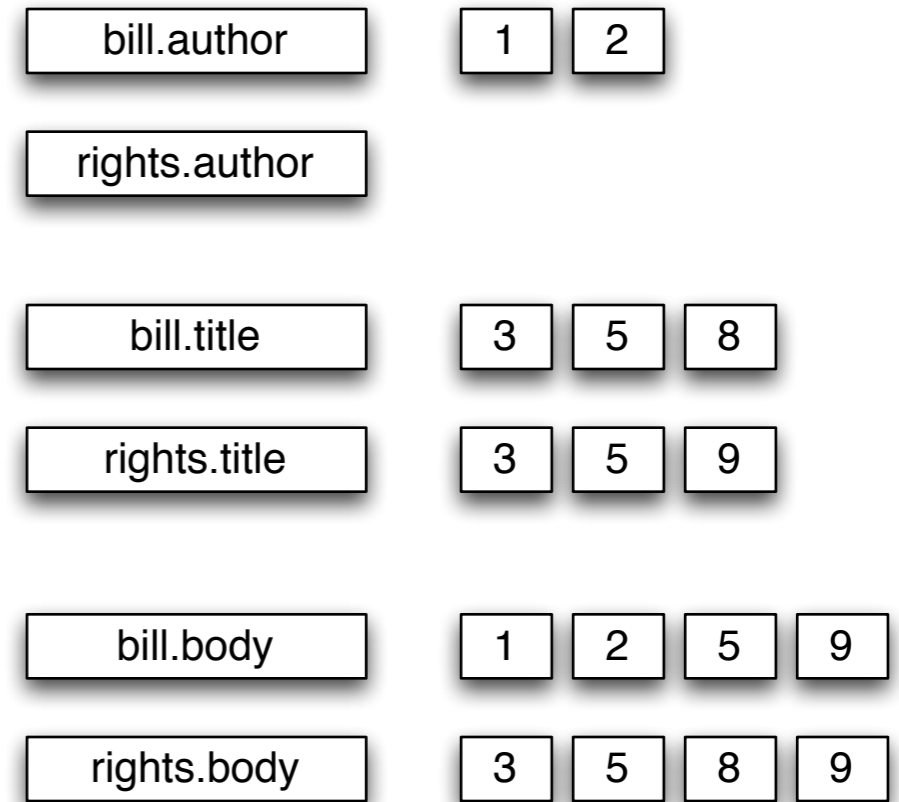 bill.author 1 2
rights.author
bill.title 3 5 8
rights.title 3 5 9
bill.body 1 2 5 9
rights.body 3 5 8 9